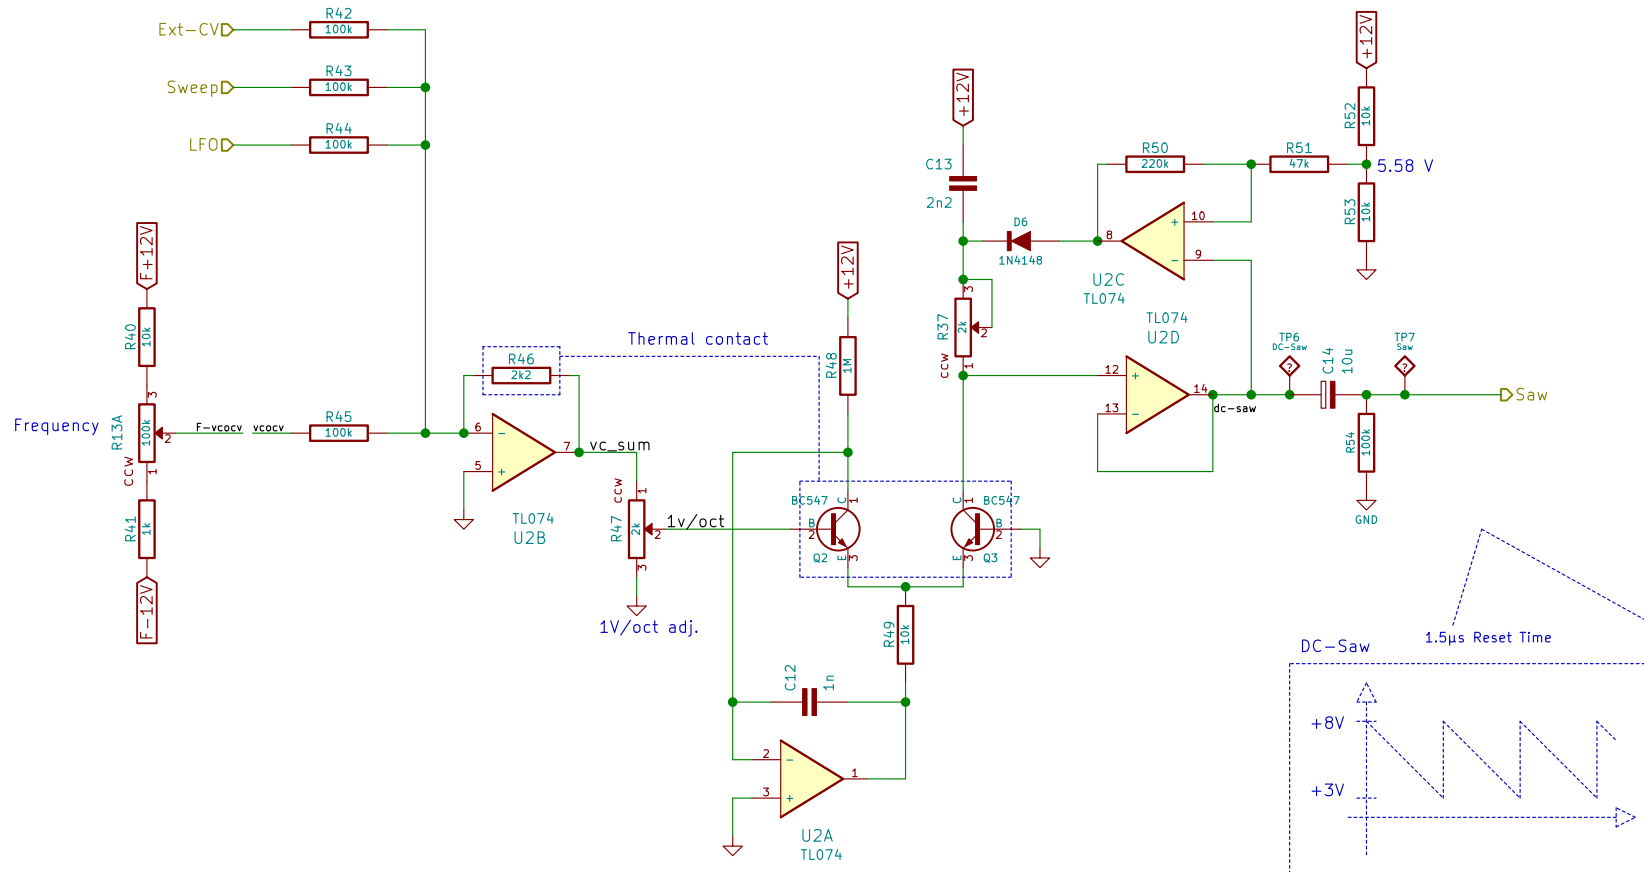 Ext-CV
R42
100k
Sweep
R43
100k
LFO
R44
100k
F+12V
R40
10k
Frequency
R13A
100k
3
2
1
CCW
F-vcocv
vcocv
R45
100k
R41
1k
F-12V
R46
2k2
6
5
7
-
+
TL074
U2B
vc_sum
Thermal contact
ccw
1
R47
2k
2
3
1v/oct
1V/oct adj.
+12V
R48
1M
BC547
C
1
B
2
E
3
Q2
BC547
C
1
B
2
E
3
Q3
R49
10k
C12
1n
2
3
1
-
+
U2A
TL074
+12V
C13
2n2
D6
1N4148
R37
2k
3
2
1
ccw
R50
220k
R51
47k
+12V
R52
10k
5.58 V
R53
10k
10
9
8
+
-
U2C
TL074
TL074
U2D
12
13
14
+
-
dc-saw
TP6
DC-Saw
?
C14
10u
TP7
Saw
?
Saw
R54
100k
GND
1.5µs Reset Time
DC-Saw
+8V
+3V